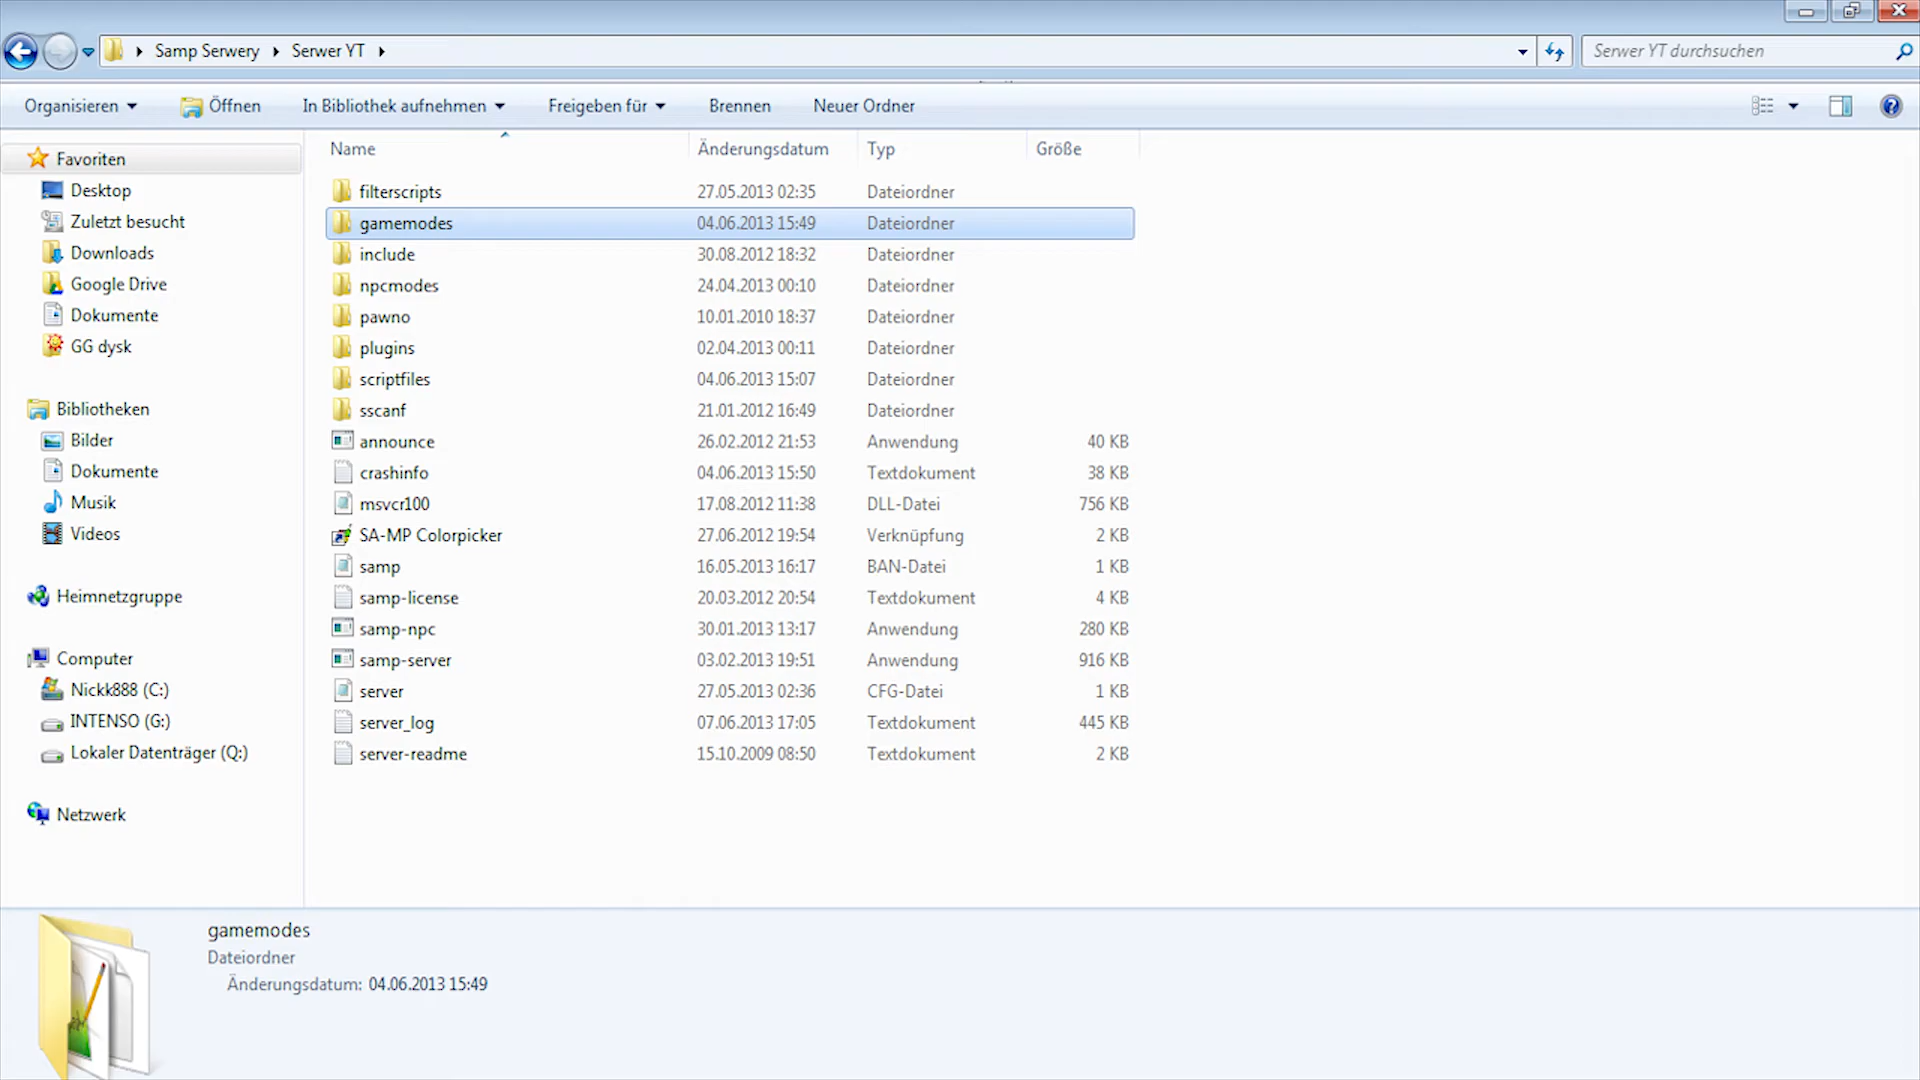 Samp Serwery Serwer YT
Serwer YT durchsuchen
Organisieren Öffnen In Bibliothek aufnehmen Freigeben für Brennen Neuer Ordner
Favoriten
Desktop
Zuletzt besucht
Downloads
Google Drive
Dokumente
GG dysk
Bibliotheken
Bilder
Dokumente
Musik
Videos
Heimnetzgruppe
Computer
Nickk888 (C:)
INTENSO (G:)
Lokaler Datenträger (Q:)
Netzwerk
Name Änderungsdatum Typ Größe
filterscripts 27.05.2013 02:35 Dateiordner
gamemodes 04.06.2013 15:49 Dateiordner
include 30.08.2012 18:32 Dateiordner
npcmodes 24.04.2013 00:10 Dateiordner
pawno 10.01.2010 18:37 Dateiordner
plugins 02.04.2013 00:11 Dateiordner
scriptfiles 04.06.2013 15:07 Dateiordner
sscanf 21.01.2012 16:49 Dateiordner
announce 26.02.2012 21:53 Anwendung 40 KB
crashinfo 04.06.2013 15:50 Textdokument 38 KB
msvcr100 17.08.2012 11:38 DLL-Datei 756 KB
SA-MP Colorpicker 27.06.2012 19:54 Verknüpfung 2 KB
samp 16.05.2013 16:17 BAN-Datei 1 KB
samp-license 20.03.2012 20:54 Textdokument 4 KB
samp-npc 30.01.2013 13:17 Anwendung 280 KB
samp-server 03.02.2013 19:51 Anwendung 916 KB
server 27.05.2013 02:36 CFG-Datei 1 KB
server_log 07.06.2013 17:05 Textdokument 445 KB
server-readme 15.10.2009 08:50 Textdokument 2 KB
gamemodes
Dateiordner
Änderungsdatum: 04.06.2013 15:49